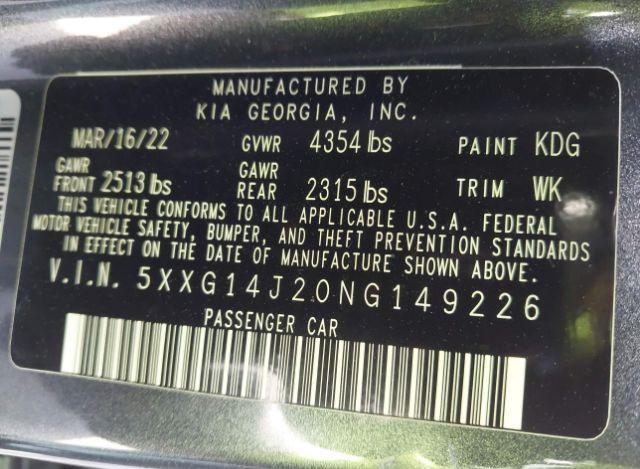 MANUFACTURED BY
KIA GEORGIA, INC.
MAR/16/22 GVWR 4354 lbs PAINT KDG
GAWR FRONT 2513 lbs GAWR REAR 2315 lbs TRIM WK
THIS VEHICLE CONFORMS TO ALL APPLICABLE U.S.A. FEDERAL
MOTOR VEHICLE SAFETY, BUMPER, AND THEFT PREVENTION STANDARDS
IN EFFECT ON THE DATE OF MANUFACTURE SHOWN ABOVE.
V.I.N. 5XXG14J20NG149226
PASSENGER CAR